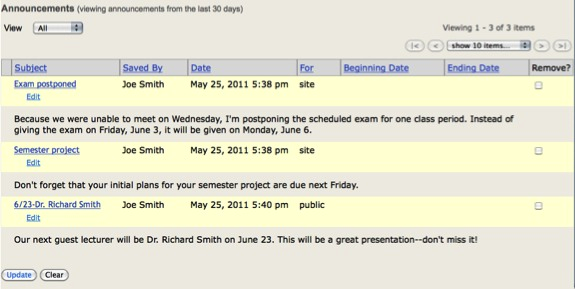 Announcements (viewing announcements from the last 30 days)
View All Viewing 1 - 3 of 3 items
|< < show 10 items... > >|
Subject Saved By Date For Beginning Date Ending Date Remove?
Exam postponed Joe Smith May 25, 2011 5:38 pm site
Edit
Because we were unable to meet on Wednesday, I'm postponing the scheduled exam for one class period. Instead of
giving the exam on Friday, June 3, it will be given on Monday, June 6.
Semester project Joe Smith May 25, 2011 5:38 pm site
Edit
Don't forget that your initial plans for your semester project are due next Friday.
6/23-Dr. Richard Smith Joe Smith May 25, 2011 5:40 pm public
Edit
Our next guest lecturer will be Dr. Richard Smith on June 23. This will be a great presentation--don't miss it!
Update Clear